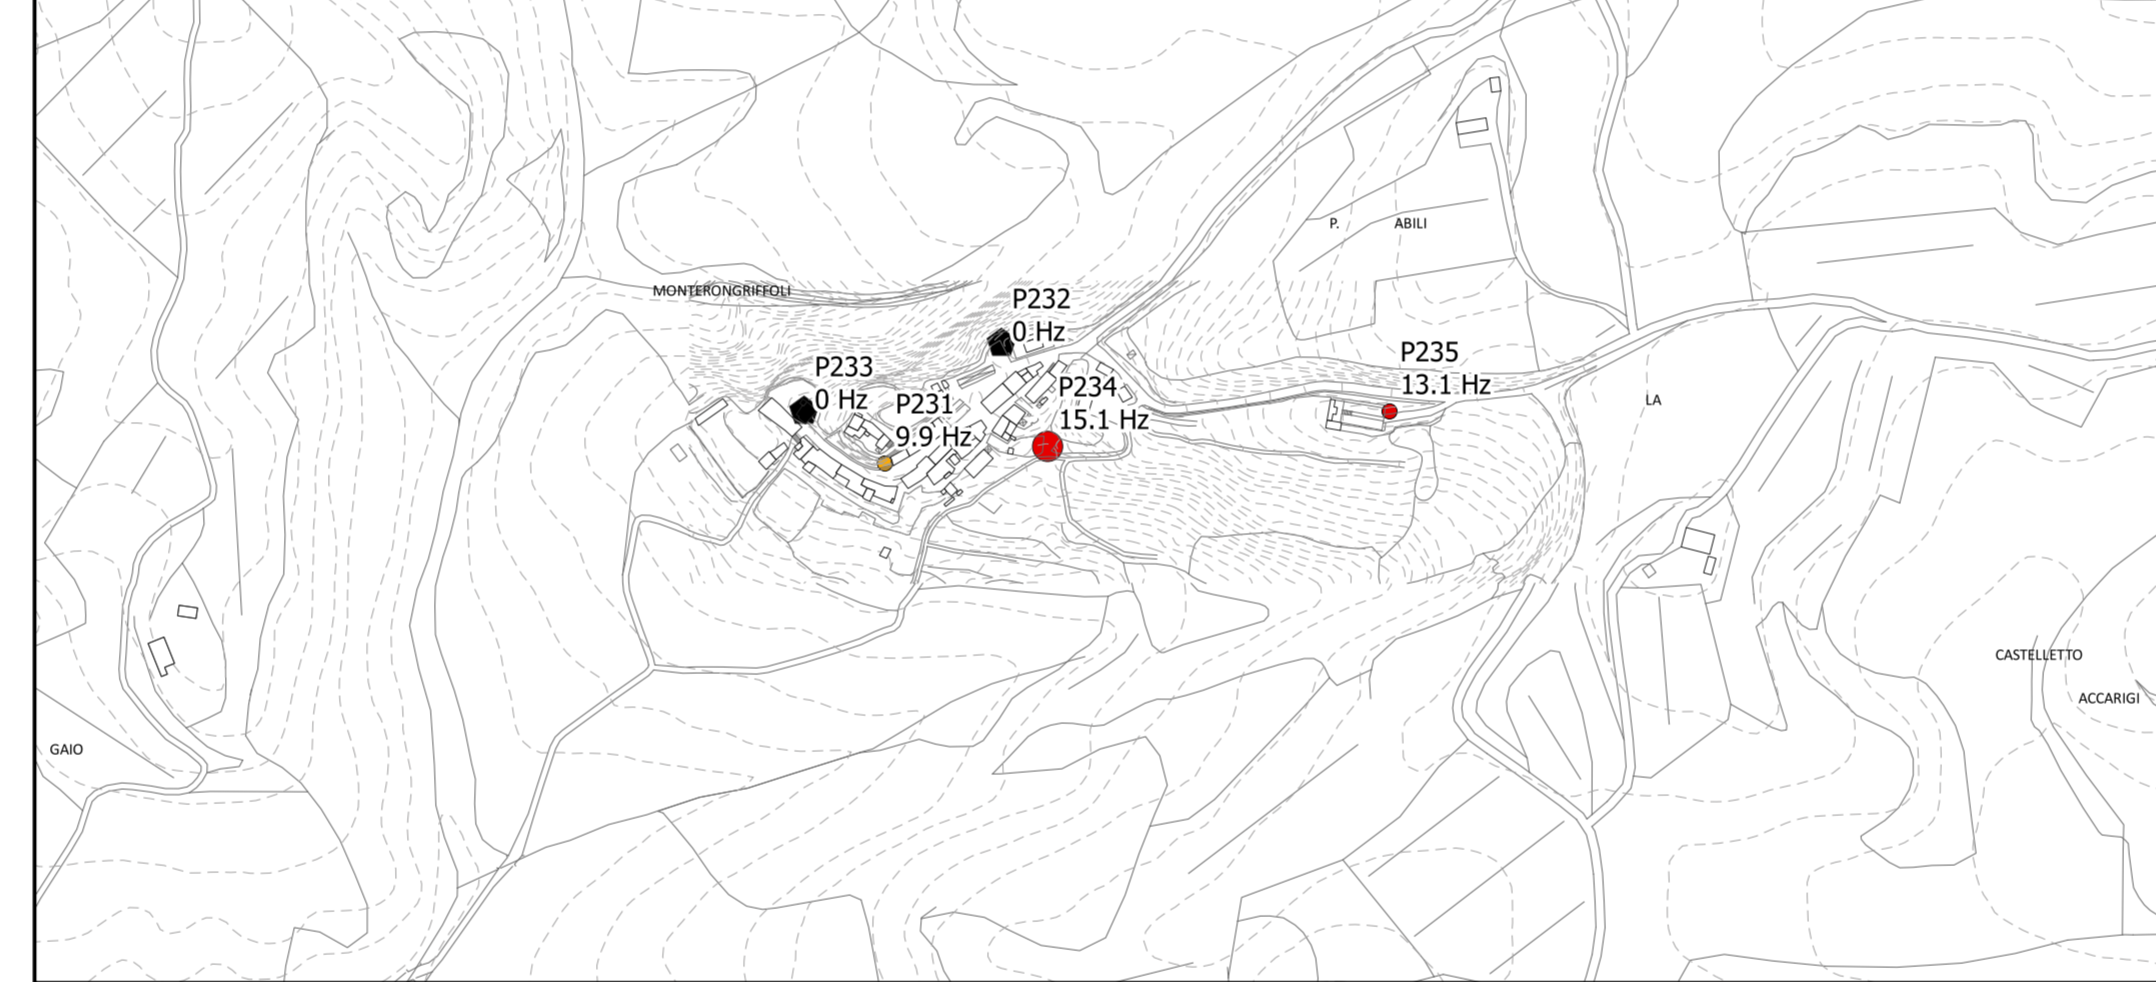 P. ABILI
MONTERONGRIFFOLI
P232
0 Hz
P233
0 Hz
P231
9.9 Hz
P234
15.1 Hz
P235
13.1 Hz
LA
CASTELLETTO
ACCARIGI
GAIO